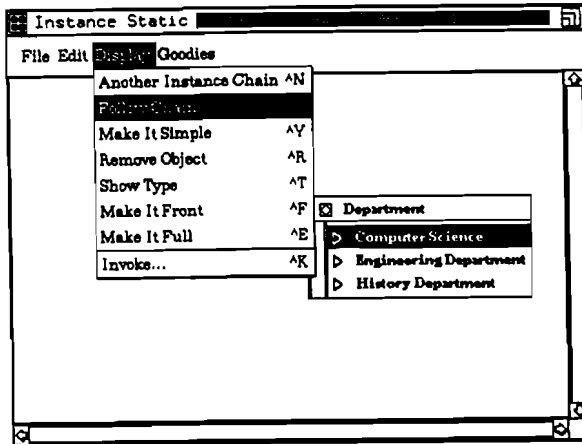 Instance Static
File Edit Display Goodies
Another Instance Chain ^N
Follow Chain
Make It Simple ^Y
Remove Object ^R
Show Type ^T
Make It Front ^F
Make It Full ^E
Invoke... ^K
Department
Computer Science
Engineering Department
History Department